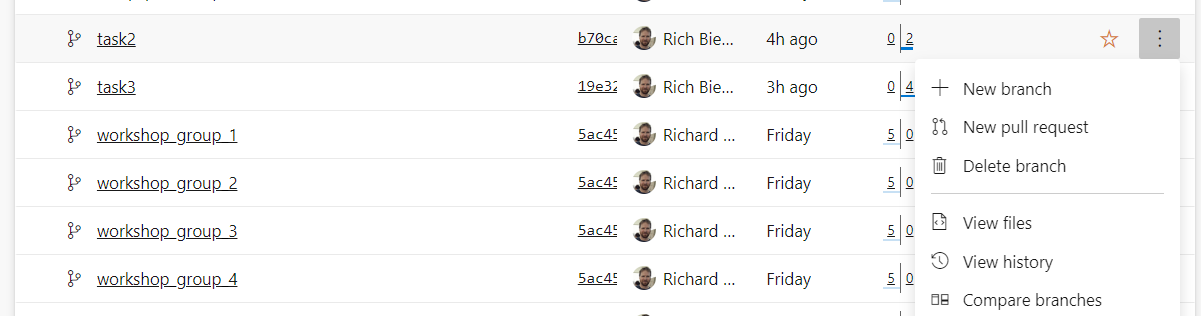 task2 b70ca Rich Bie... 4h ago 0 2
task3 19e32 Rich Bie... 3h ago 0 4
workshop_group_1 5ac45 Richard ... Friday 5 0
workshop_group_2 5ac45 Richard ... Friday 5 0
workshop_group_3 5ac45 Richard ... Friday 5 0
workshop_group_4 5ac45 Richard ... Friday 5 0
New branch
New pull request
Delete branch
View files
View history
Compare branches